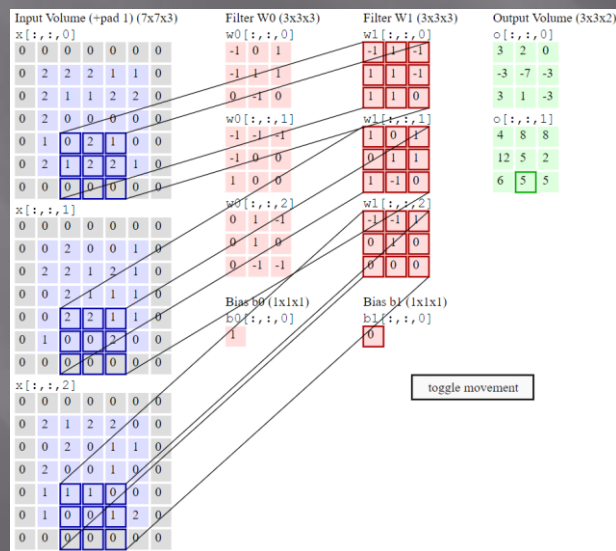 Input Volume (+pad 1) (7x7x3)
x[:,:,0]
0 0 0 0 0 0 0
0 2 2 2 1 1 0
0 2 1 1 2 2 0
0 2 0 0 0 0 0
0 1 0 2 1 0 0
0 2 1 2 2 1 0
0 0 0 0 0 0 0
x[:,:,1]
0 0 0 0 0 0 0
0 0 2 0 0 1 0
0 2 2 1 2 1 0
0 0 2 1 1 1 0
0 0 2 2 1 1 0
0 1 0 0 2 0 0
0 0 0 0 0 0 0
x[:,:,2]
0 0 0 0 0 0 0
0 2 1 2 2 0 0
0 0 2 0 1 1 0
0 2 0 0 1 0 0
0 1 1 1 0 0 0
0 1 0 0 1 2 0
0 0 0 0 0 0 0
Filter W0 (3x3x3)
w0[:,:,0]
-1 0 1
-1 1 1
0 -1 0
w0[:,:,1]
-1 -1 -1
-1 0 0
1 0 0
w0[:,:,2]
0 1 -1
0 1 0
0 -1 -1
Bias b0 (1x1x1)
b0[:,:,0]
1
Filter W1 (3x3x3)
w1[:,:,0]
-1 1 -1
1 1 -1
1 1 0
w1[:,:,1]
1 0 1
0 1 1
1 -1 0
w1[:,:,2]
-1 -1 1
0 1 0
0 0 0
Bias b1 (1x1x1)
b1[:,:,0]
0
Output Volume (3x3x2)
o[:,:,0]
3 2 0
-3 -7 -3
3 1 -3
o[:,:,1]
4 8 8
12 5 2
6 5 5
toggle movement